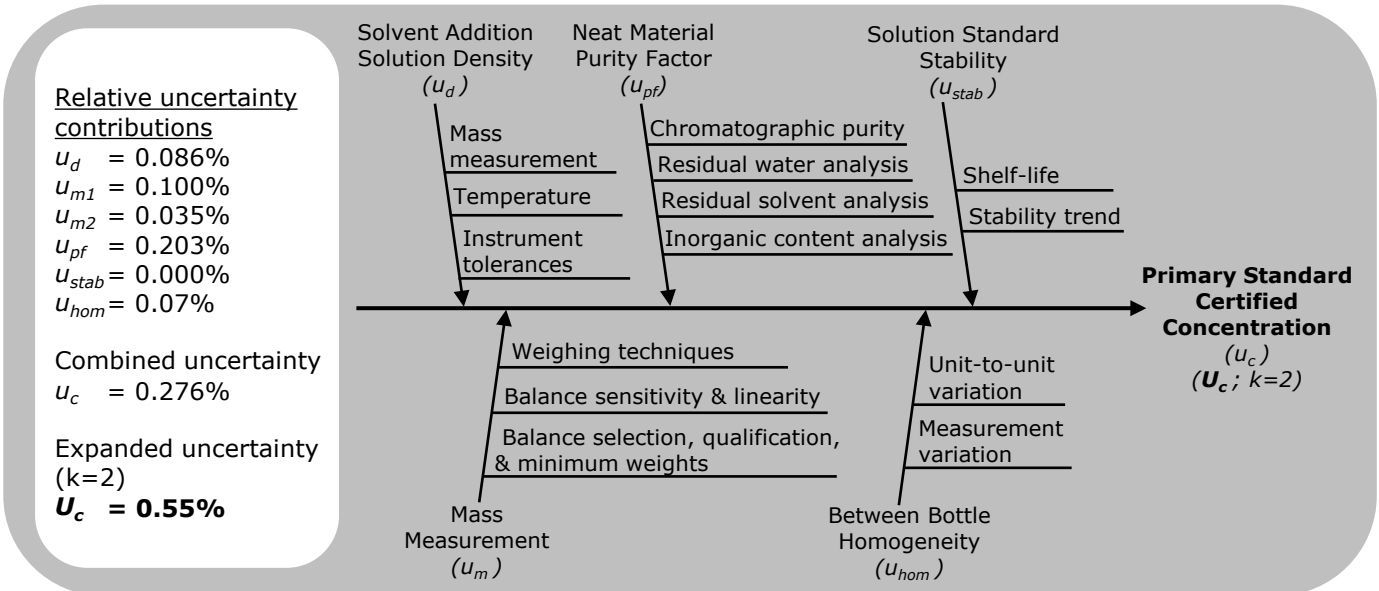 Relative uncertainty
contributions
u_d = 0.086%
u_m1 = 0.100%
u_m2 = 0.035%
u_pf = 0.203%
u_stab = 0.000%
u_hom = 0.07%
Combined uncertainty
u_c = 0.276%
Expanded uncertainty
(k=2)
U_c = 0.55%
Solvent Addition
Solution Density
(u_d)
Mass
measurement
Temperature
Instrument
tolerances
Neat Material
Purity Factor
(u_pf)
Chromatographic purity
Residual water analysis
Residual solvent analysis
Inorganic content analysis
Solution Standard
Stability
(u_stab)
Shelf-life
Stability trend
Weighing techniques
Balance sensitivity & linearity
Balance selection, qualification,
& minimum weights
Mass
Measurement
(u_m)
Unit-to-unit
variation
Measurement
variation
Between Bottle
Homogeneity
(u_hom)
Primary Standard
Certified
Concentration
(u_c)
(U_c; k=2)